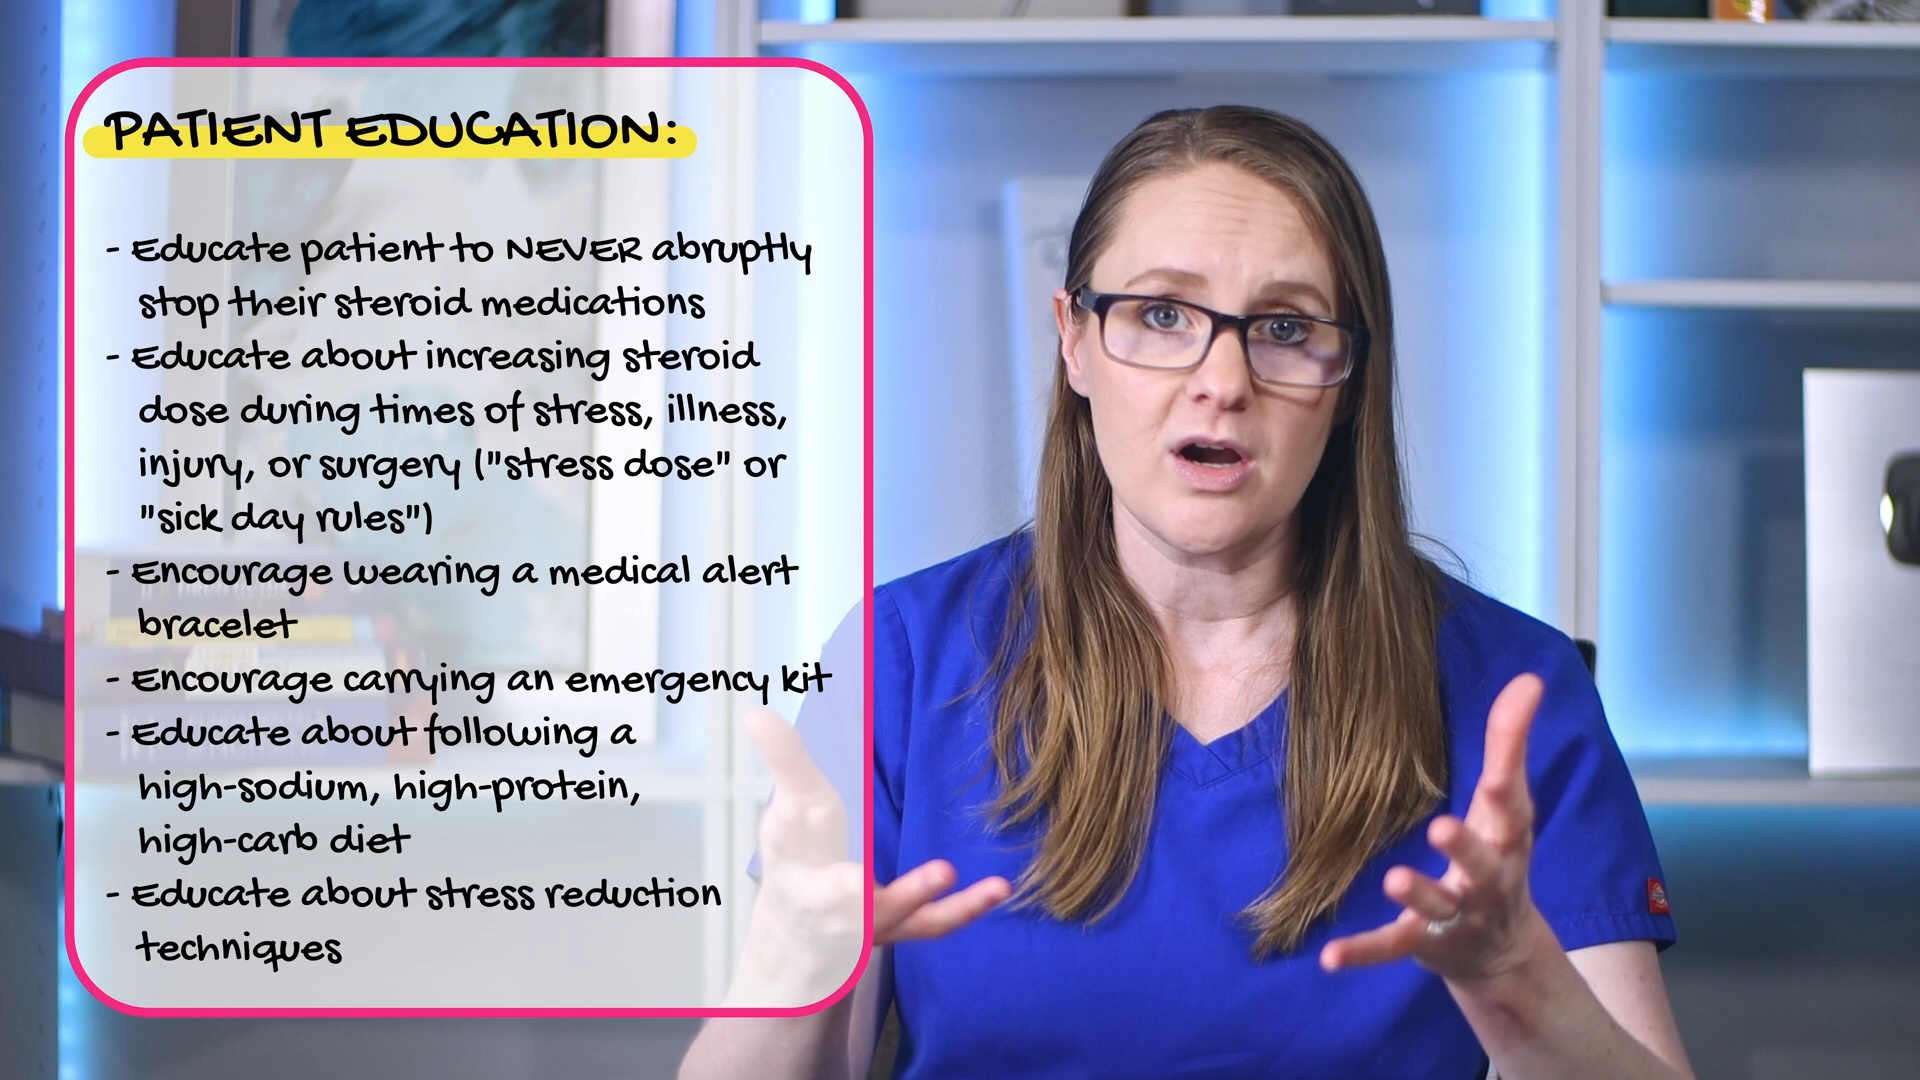 PATIENT EDUCATION:
- Educate patient to NEVER abruptly
stop their steroid medications
- Educate about increasing steroid
dose during times of stress, illness,
injury, or surgery ("stress dose" or
"sick day rules")
- Encourage wearing a medical alert
bracelet
- Encourage carrying an emergency kit
- Educate about following a
high-sodium, high-protein,
high-carb diet
- Educate about stress reduction
techniques